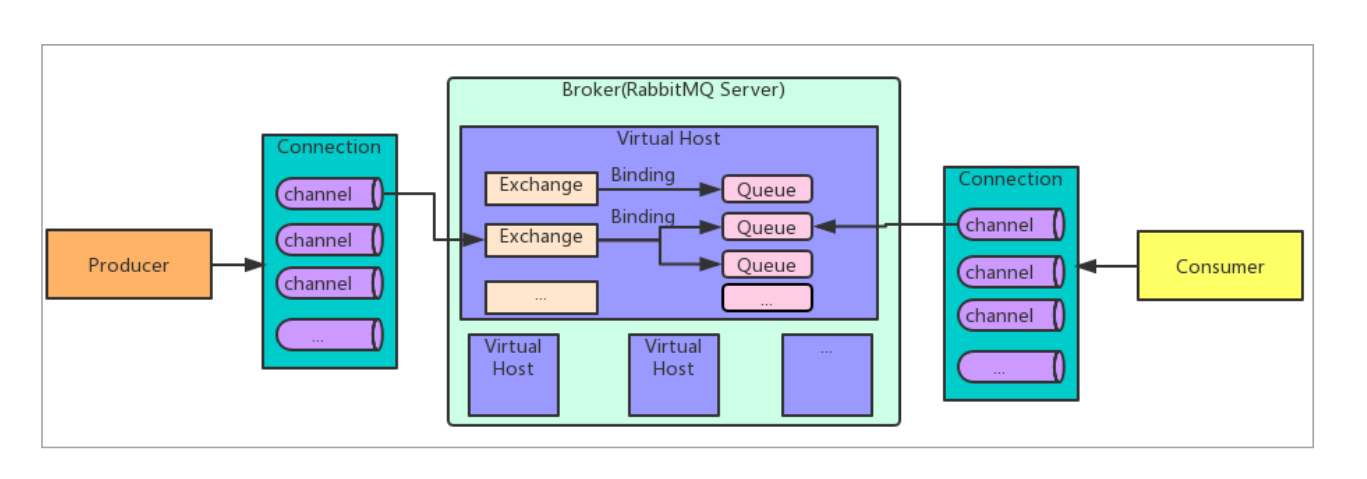 Broker(RabbitMQ Server)
Virtual Host
Connection
channel
channel
channel
...
Producer
Exchange
Binding
Queue
Exchange
Binding
Queue
Queue
...
...
Virtual
Host
Virtual
Host
...
Connection
channel
channel
channel
...
Consumer